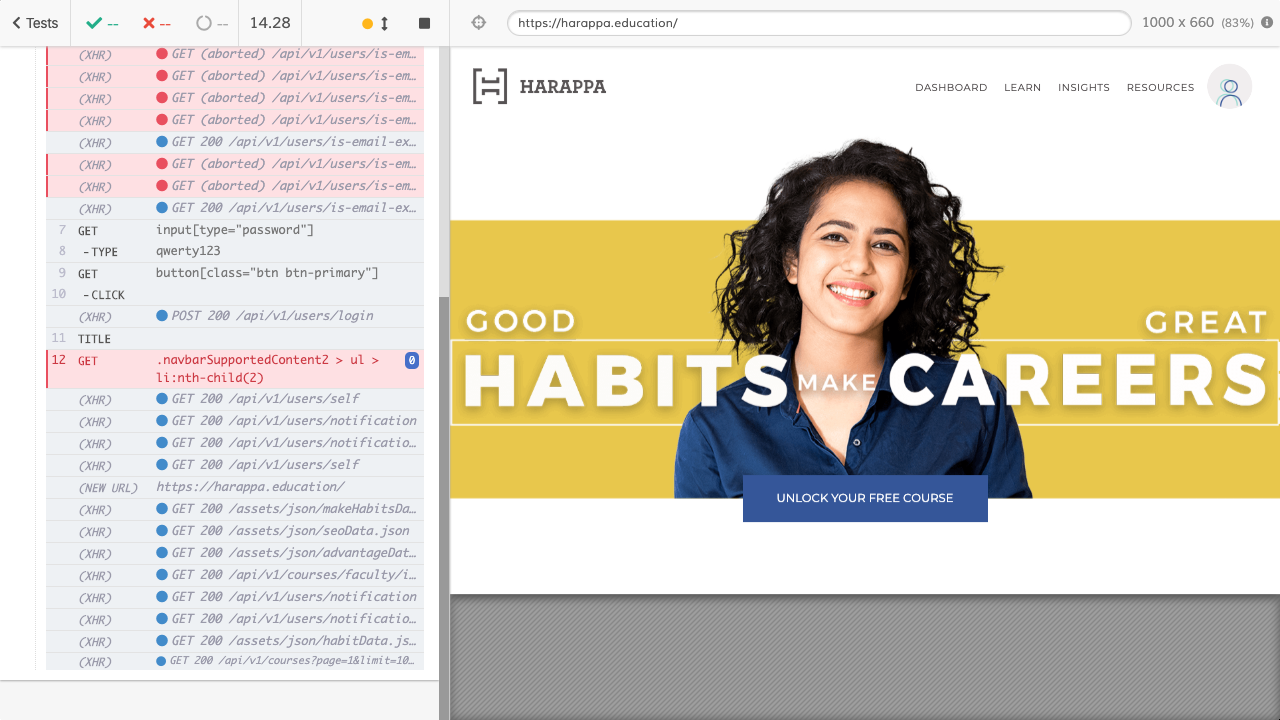 Tests
--
--
--
14.28
https://harappa.education/
1000 x 660 (83%)
(XHR) GET (aborted) /api/v1/users/is-em…
(XHR) GET (aborted) /api/v1/users/is-em…
(XHR) GET (aborted) /api/v1/users/is-em…
(XHR) GET (aborted) /api/v1/users/is-em…
(XHR) GET 200 /api/v1/users/is-email-ex…
(XHR) GET (aborted) /api/v1/users/is-em…
(XHR) GET (aborted) /api/v1/users/is-em…
(XHR) GET 200 /api/v1/users/is-email-ex…
7 GET input[type="password"]
8 -TYPE qwerty123
9 GET button[class="btn btn-primary"]
10 -CLICK
(XHR) POST 200 /api/v1/users/login
11 TITLE
12 GET .navbarSupportedContent2 > ul > 0
li:nth-child(2)
(XHR) GET 200 /api/v1/users/self
(XHR) GET 200 /api/v1/users/notification
(XHR) GET 200 /api/v1/users/notificatio…
(XHR) GET 200 /api/v1/users/self
(NEW URL) https://harappa.education/
(XHR) GET 200 /assets/json/makeHabitsDa…
(XHR) GET 200 /assets/json/seoData.json
(XHR) GET 200 /assets/json/advantageDat…
(XHR) GET 200 /api/v1/courses/faculty/i…
(XHR) GET 200 /api/v1/users/notification
(XHR) GET 200 /api/v1/users/notificatio…
(XHR) GET 200 /assets/json/habitData.js…
(XHR) GET 200 /api/v1/courses?page=1&limit=10…
HARAPPA
DASHBOARD LEARN INSIGHTS RESOURCES
GOOD GREAT
HABITS MAKE CAREERS
UNLOCK YOUR FREE COURSE